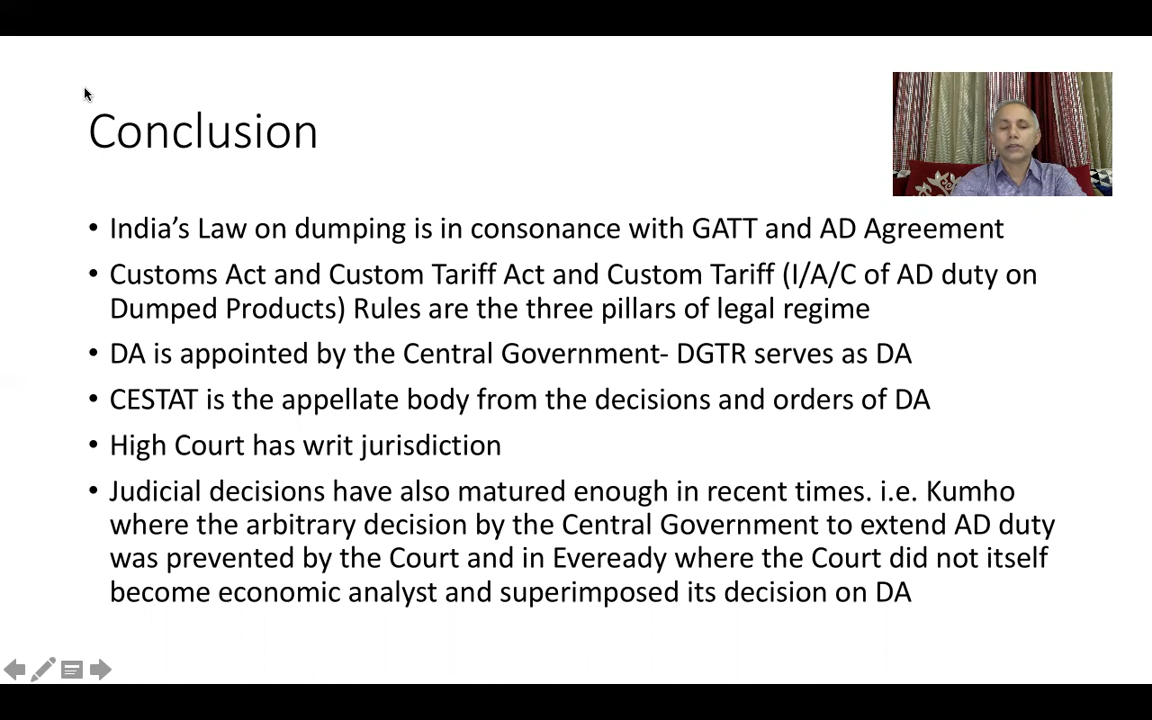 Conclusion
• India’s Law on dumping is in consonance with GATT and AD Agreement
• Customs Act and Custom Tariff Act and Custom Tariff (I/A/C of AD duty on
Dumped Products) Rules are the three pillars of legal regime
• DA is appointed by the Central Government- DGTR serves as DA
• CESTAT is the appellate body from the decisions and orders of DA
• High Court has writ jurisdiction
• Judicial decisions have also matured enough in recent times. i.e. Kumho
where the arbitrary decision by the Central Government to extend AD duty
was prevented by the Court and in Eveready where the Court did not itself
become economic analyst and superimposed its decision on DA